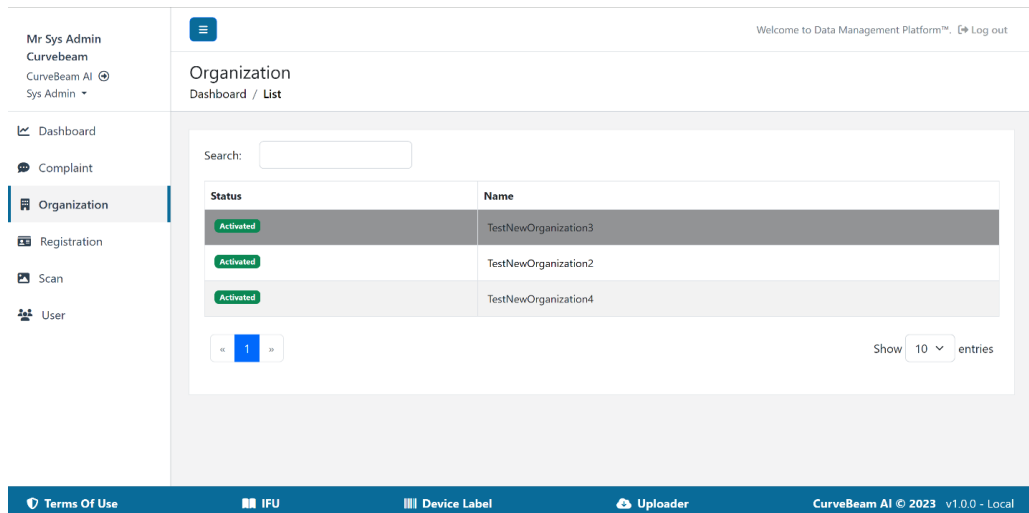 Mr Sys Admin
Curvebeam
CurveBeam AI
Sys Admin
Dashboard
Complaint
Organization
Registration
Scan
User
Welcome to Data Management Platform™. Log out
Organization
Dashboard / List
Search:
Status Name
Activated TestNewOrganization3
Activated TestNewOrganization2
Activated TestNewOrganization4
« 1 » Show 10 entries
Terms Of Use IFU Device Label Uploader CurveBeam AI © 2023 v1.0.0 - Local